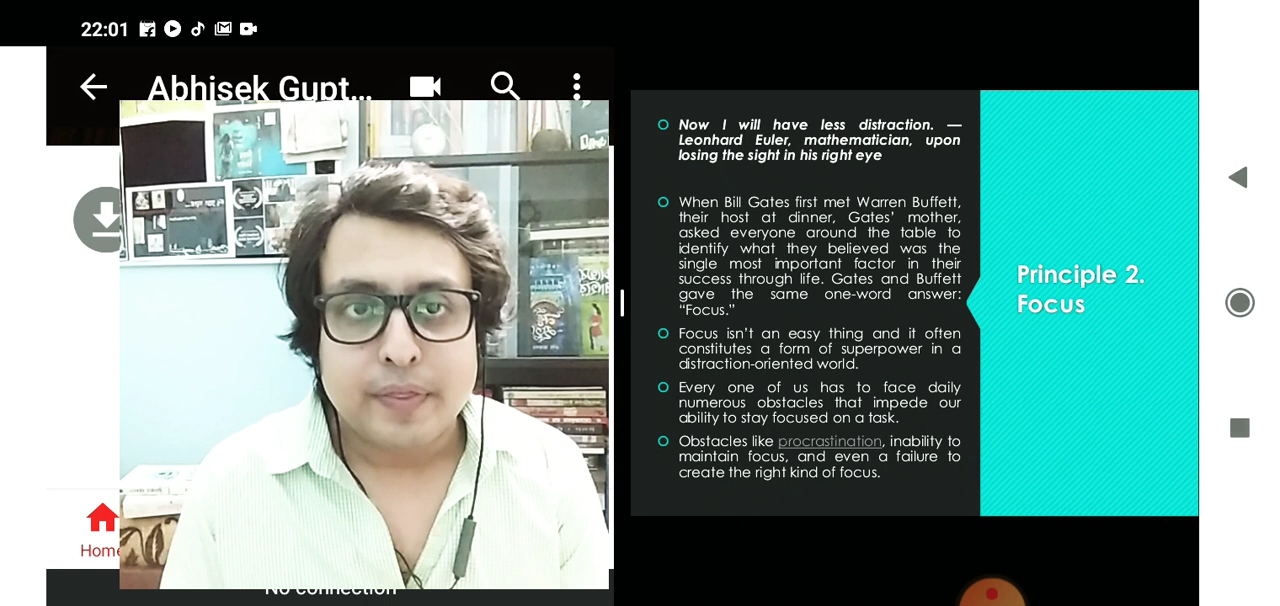 22:01
Abhisek Gupt...
Home
No connection
Now I will have less distraction. —
Leonhard Euler, mathematician, upon
losing the sight in his right eye
When Bill Gates first met Warren Buffett,
their host at dinner, Gates' mother,
asked everyone around the table to
identify what they believed was the
single most important factor in their
success through life. Gates and Buffett
gave the same one-word answer:
“Focus.”
Focus isn't an easy thing and it often
constitutes a form of superpower in a
distraction-oriented world.
Every one of us has to face daily
numerous obstacles that impede our
ability to stay focused on a task.
Obstacles like procrastination, inability to
maintain focus, and even a failure to
create the right kind of focus.
Principle 2.
Focus